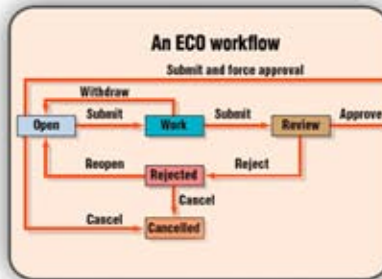 An ECO workflow
Submit and force approval
Withdraw
Submit
Submit
Approve
Open
Work
Review
Reopen
Rejected
Reject
Cancel
Cancel
Cancelled